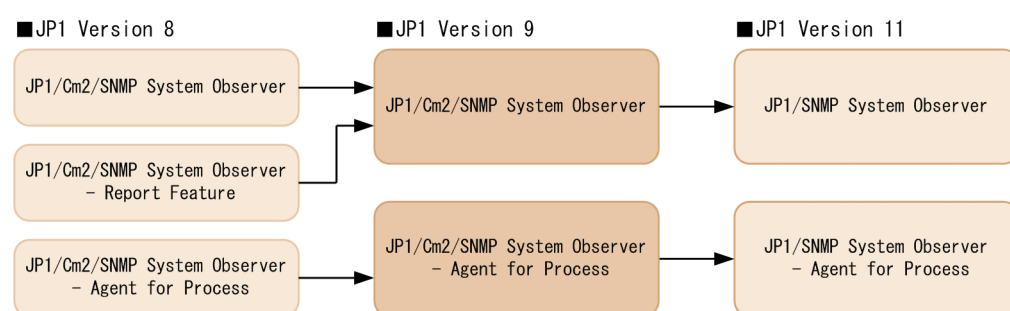 ■JP1 Version 8
JP1/Cm2/SNMP System Observer
JP1/Cm2/SNMP System Observer
− Report Feature
JP1/Cm2/SNMP System Observer
− Agent for Process
■JP1 Version 9
JP1/Cm2/SNMP System Observer
JP1/Cm2/SNMP System Observer
− Agent for Process
■JP1 Version 11
JP1/SNMP System Observer
JP1/SNMP System Observer
− Agent for Process